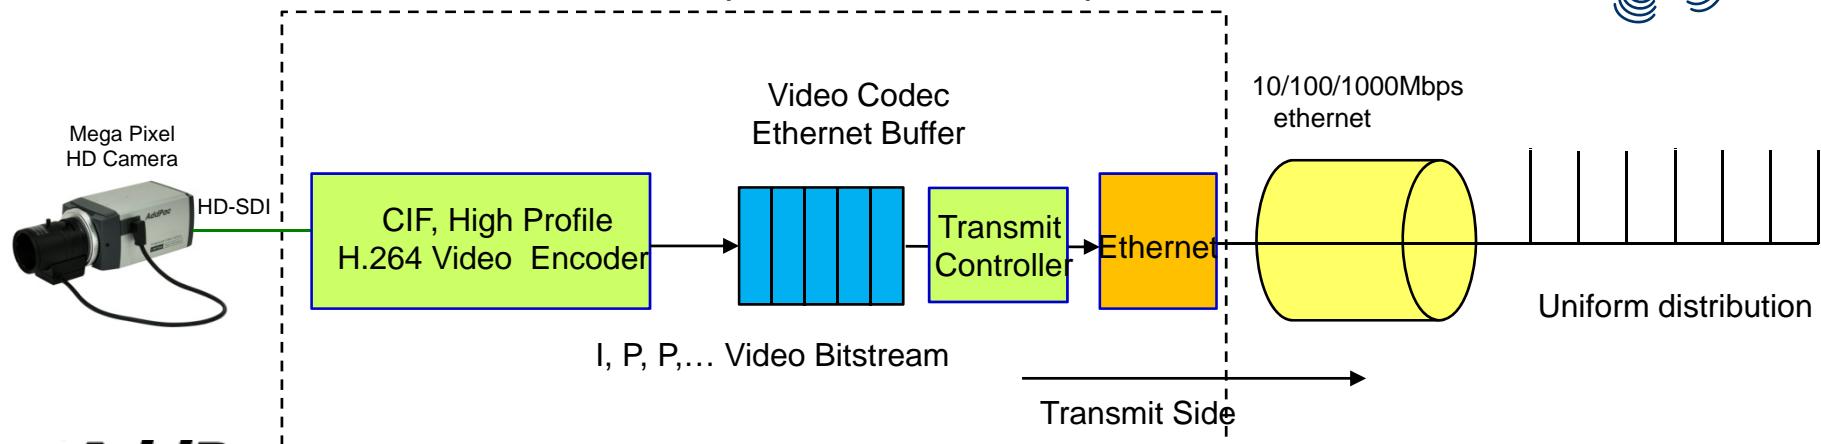 Video Codec
Ethernet Buffer
10/100/1000Mbps
ethernet
Mega Pixel
HD Camera
AddPac
HD-SDI
CIF, High Profile
H.264 Video Encoder
Transmit
Controller
Ethernet
Uniform distribution
I, P, P,… Video Bitstream
Transmit Side